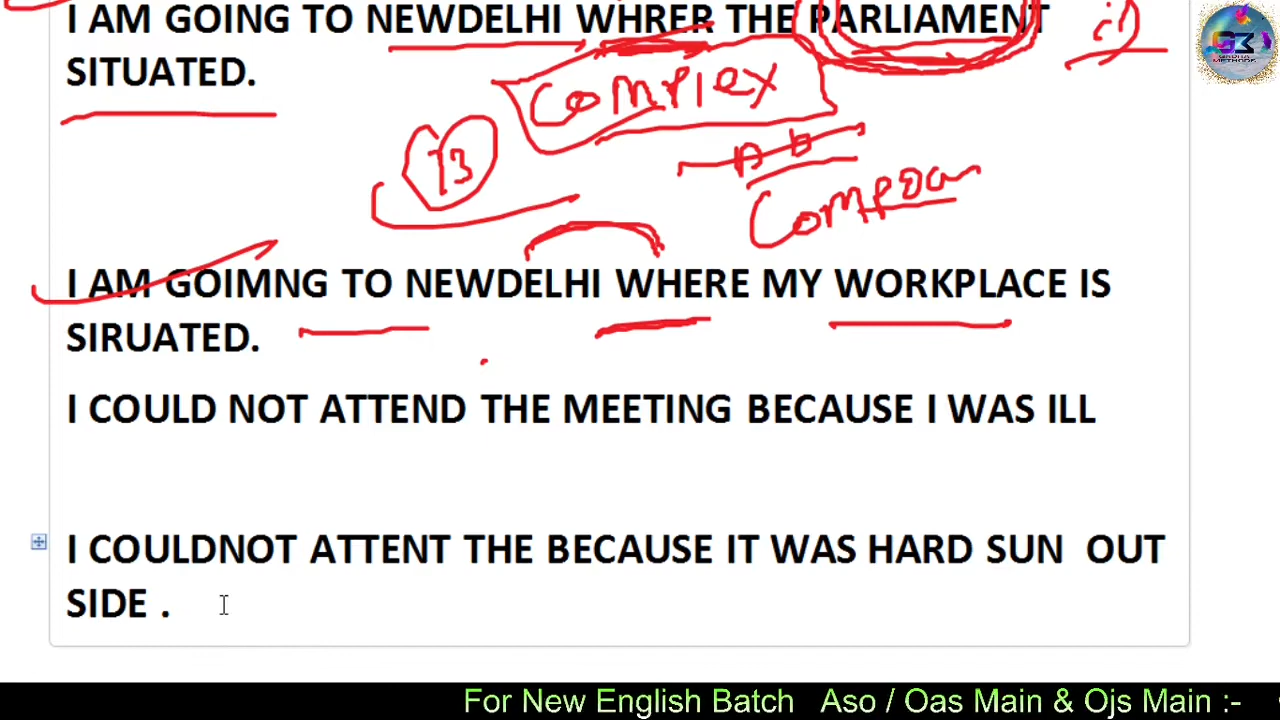 I AM GOING TO NEWDELHI WHRER THE PARLIAMENT
SITUATED.
complex
13
n b
I AM GOIMNG TO NEWDELHI WHERE MY WORKPLACE IS
SIRUATED.
I COULD NOT ATTEND THE MEETING BECAUSE I WAS ILL
I COULDNOT ATTENT THE BECAUSE IT WAS HARD SUN OUT
SIDE .
For New English Batch Aso / Oas Main & Ojs Main :-